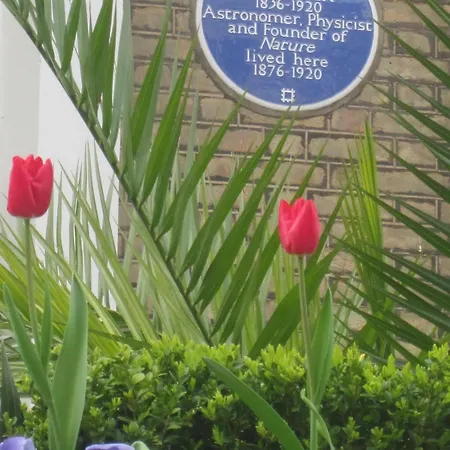 1836-1920
Astronomer, Physicist
and Founder of
Nature
lived here
1876-1920